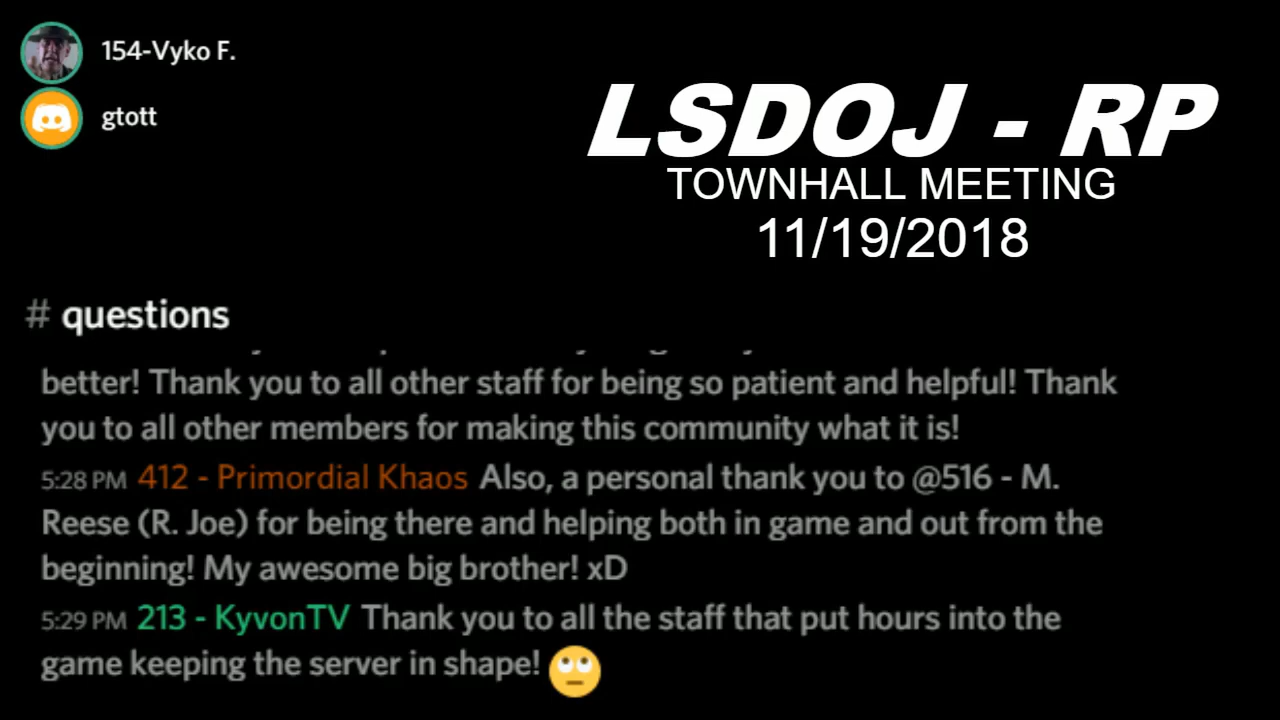 154-Vyko F.
gtott
LSDOJ - RP
TOWNHALL MEETING
11/19/2018
# questions
better! Thank you to all other staff for being so patient and helpful! Thank
you to all other members for making this community what it is!
5:28 PM 412 - Primordial Khaos Also, a personal thank you to @516 - M.
Reese (R. Joe) for being there and helping both in game and out from the
beginning! My awesome big brother! xD
5:29 PM 213 - KyvonTV Thank you to all the staff that put hours into the
game keeping the server in shape! 🙄